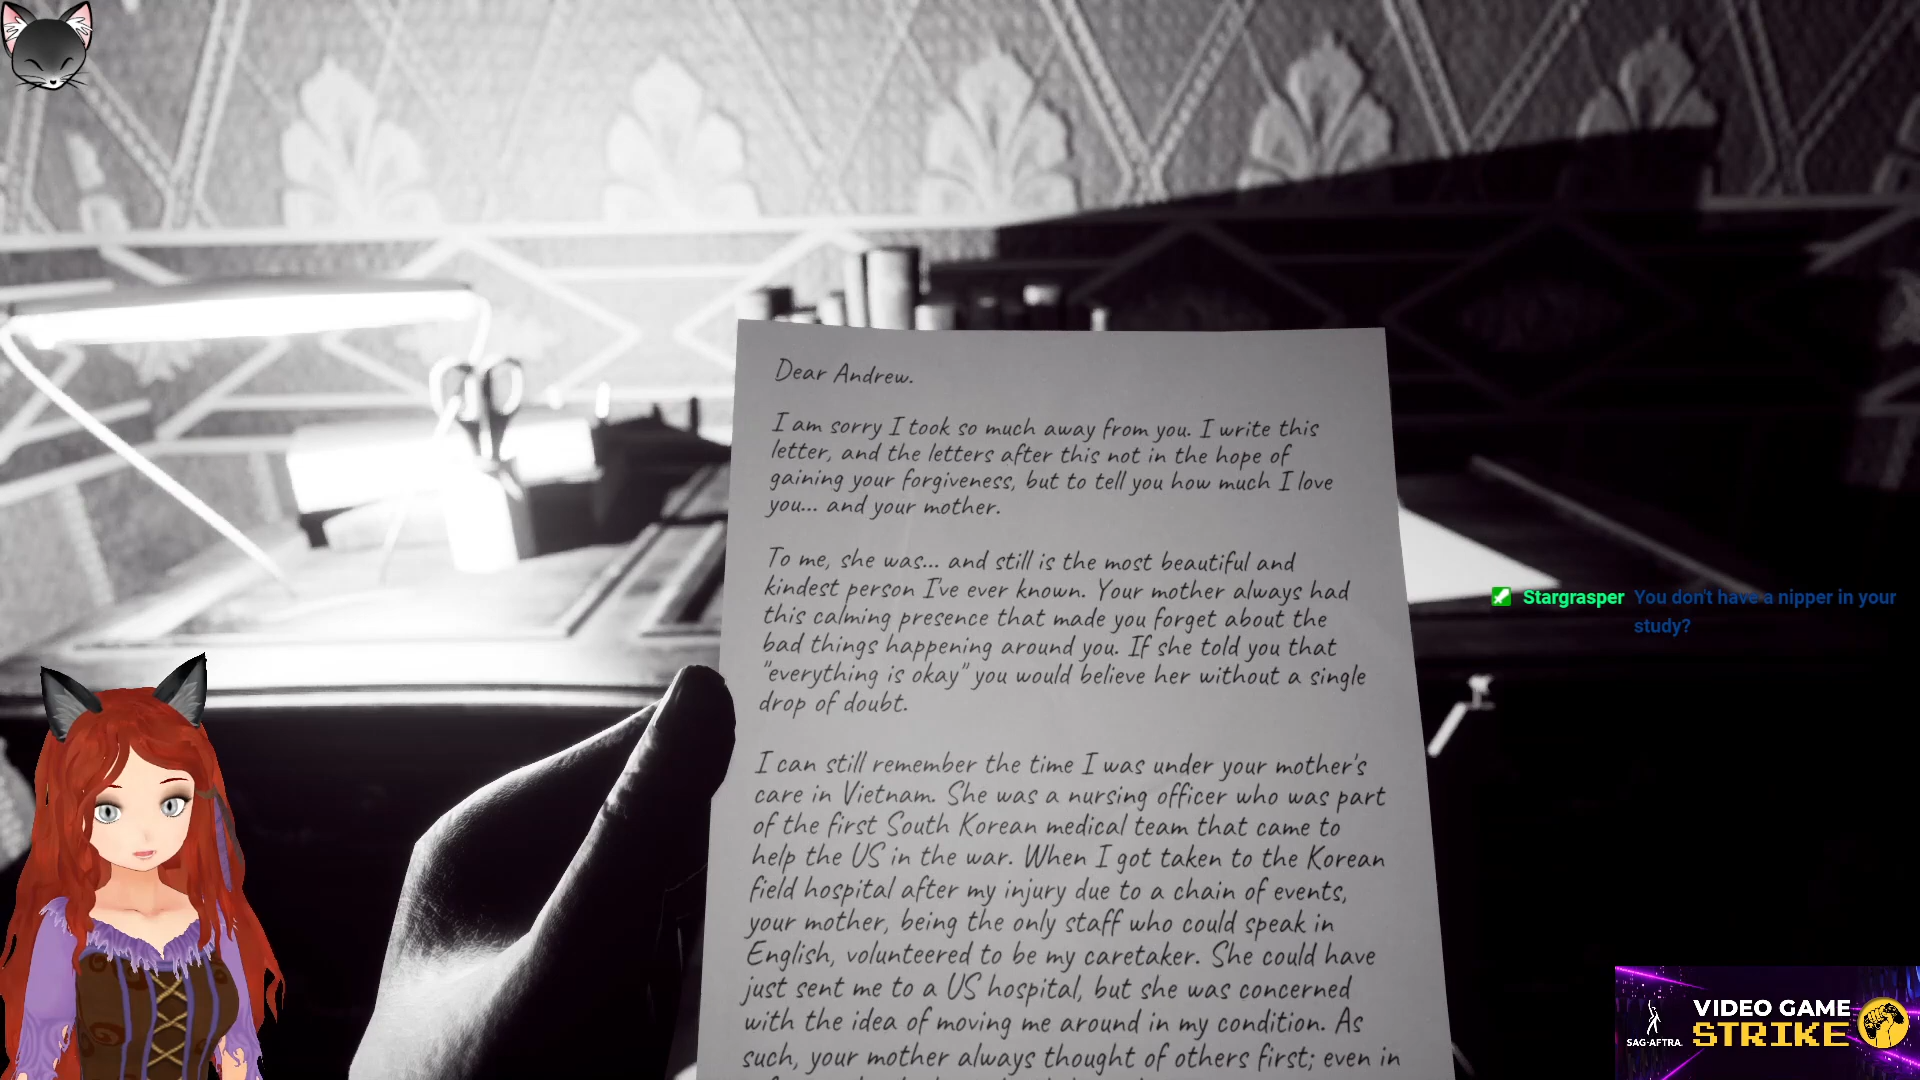 Dear Andrew.
I am sorry I took so much away from you. I write this
letter, and the letters after this not in the hope of
gaining your forgiveness, but to tell you how much I love
you... and your mother.
To me, she was... and still is the most beautiful and
kindest person I've ever known. Your mother always had
this calming presence that made you forget about the
bad things happening around you. If she told you that
"everything is okay" you would believe her without a single
drop of doubt.
I can still remember the time I was under your mother's
care in Vietnam. She was a nursing officer who was part
of the first South Korean medical team that came to
help the US in the war. When I got taken to the Korean
field hospital after my injury due to a chain of events,
your mother, being the only staff who could speak in
English, volunteered to be my caretaker. She could have
just sent me to a US hospital, but she was concerned
with the idea of moving me around in my condition. As
such, your mother always thought of others first; even in
Stargrasper You don't have a nipper in your
study?
SAG-AFTRA.
VIDEO GAME
STRIKE